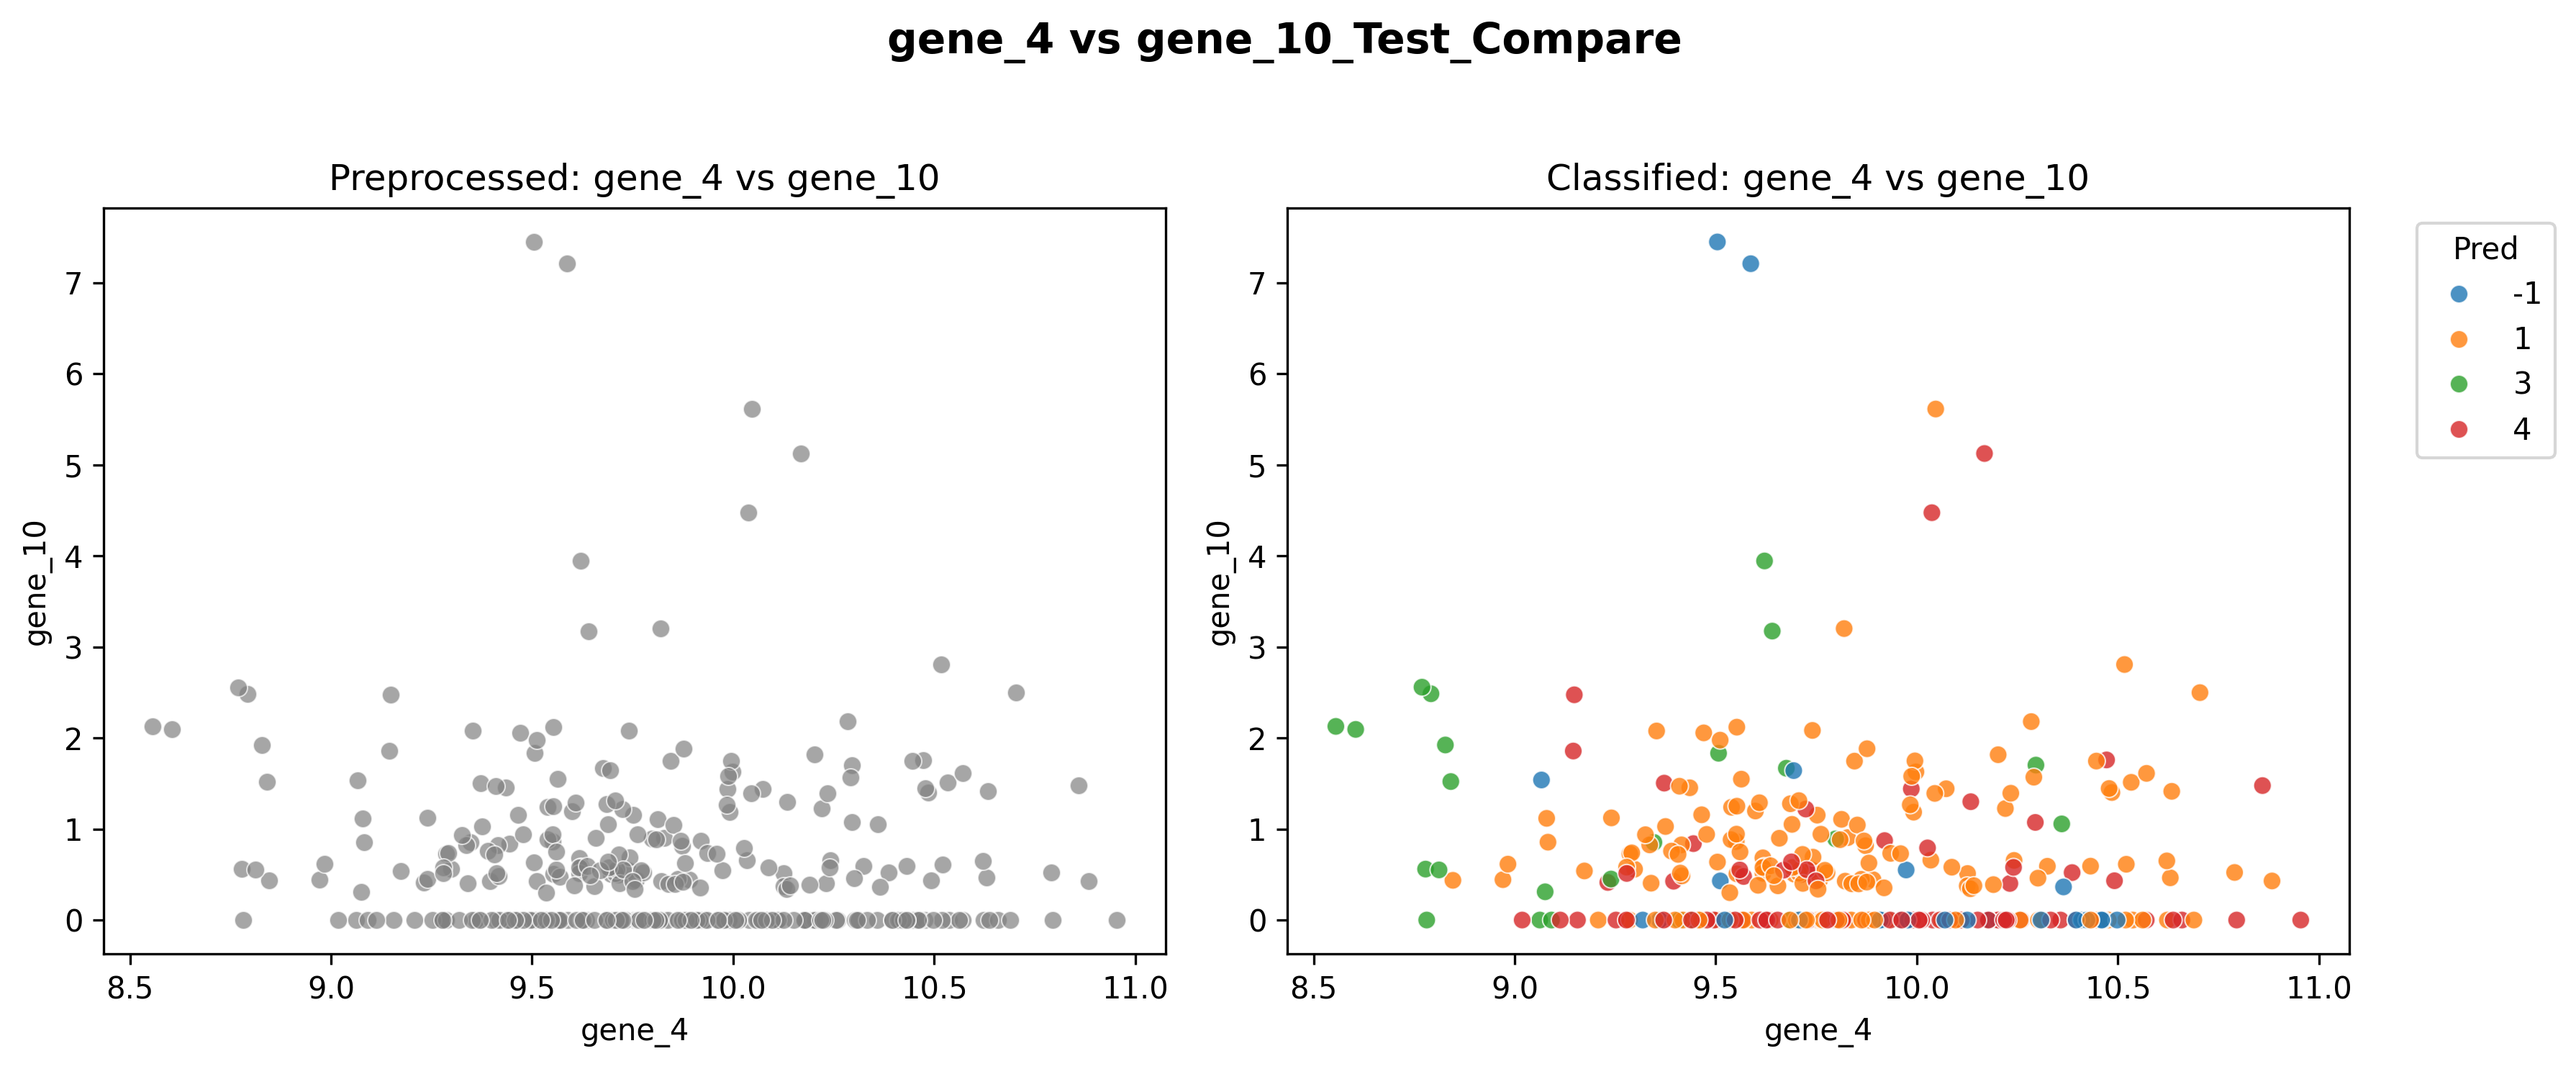 gene_4 vs gene_10_Test_Compare
Preprocessed: gene_4 vs gene_10
7
6
5
4
3
2
1
0
gene_10
8.5 9.0 9.5 10.0 10.5 11.0
gene_4
Classified: gene_4 vs gene_10
7
6
5
4
3
2
1
0
gene_10
8.5 9.0 9.5 10.0 10.5 11.0
gene_4
Pred
-1
1
3
4